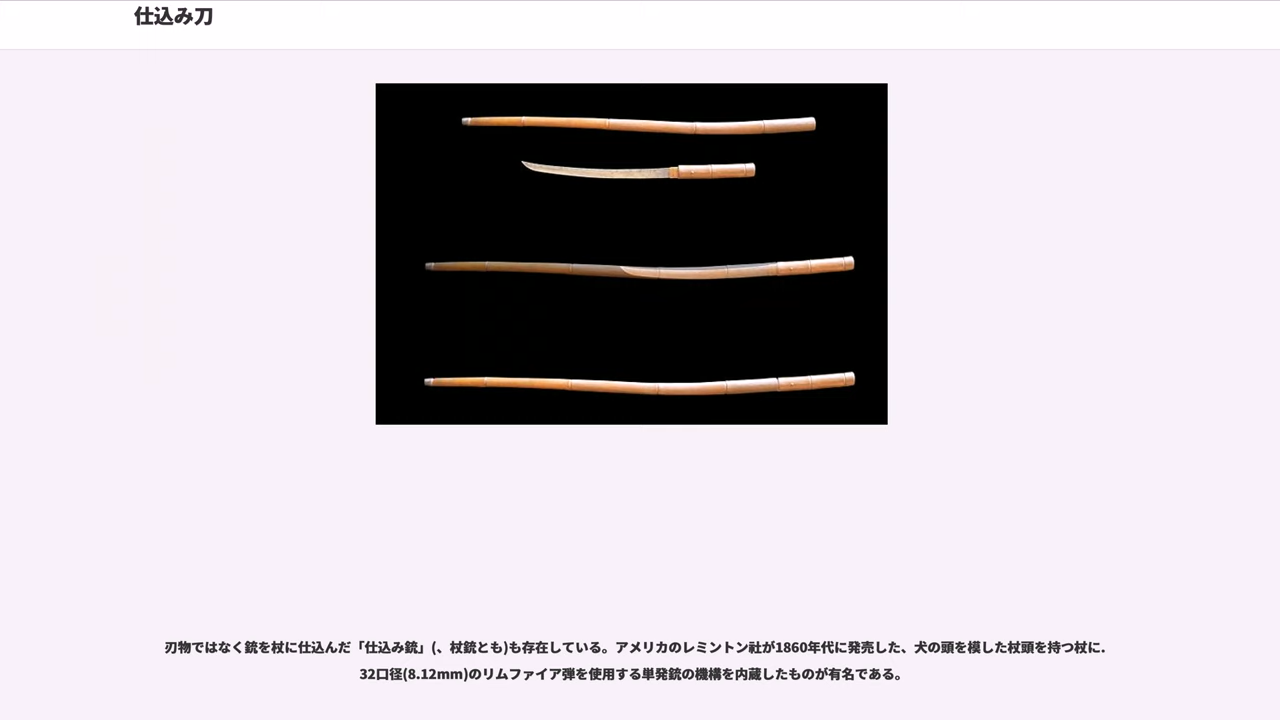 仕込み刀
刃物ではなく銃を杖に仕込んだ「仕込み銃」(、杖銃とも)も存在している。アメリカのレミントン社が1860年代に発売した、犬の頭を模した杖頭を持つ杖に.
32口径(8.12mm)のリムファイア弾を使用する単発銃の機構を内蔵したものが有名である。